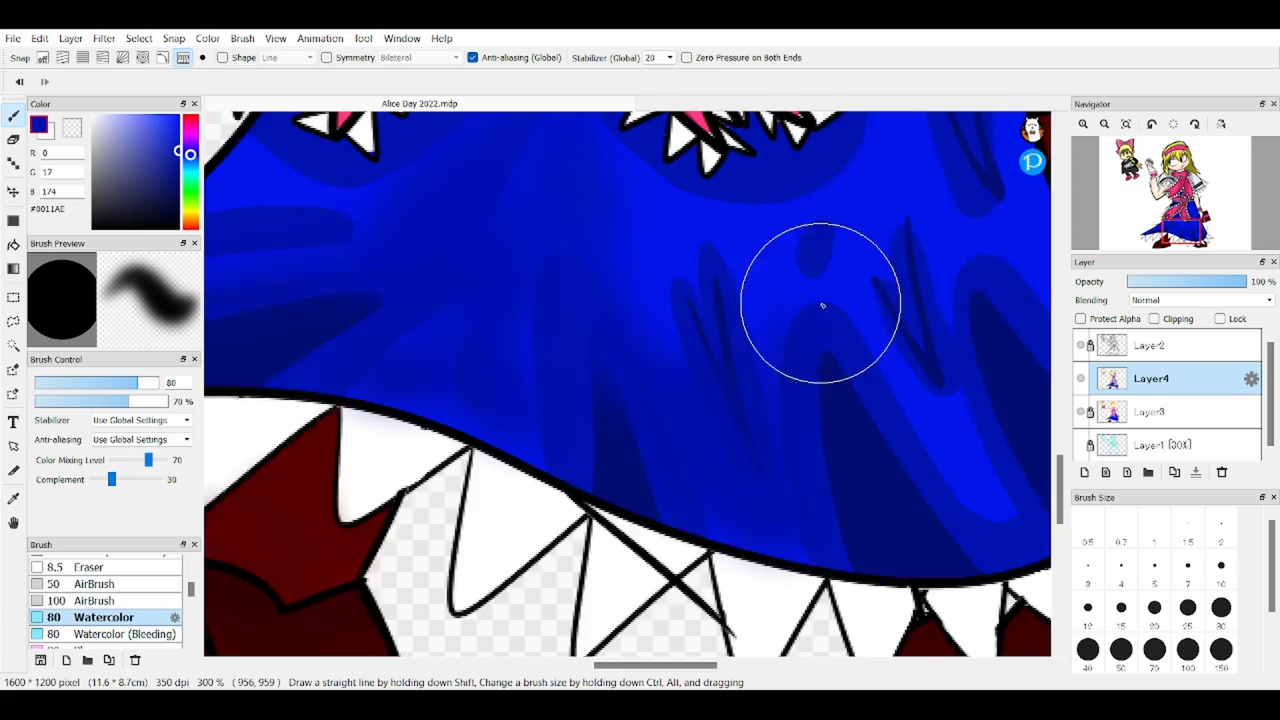 File Edit Layer Filter Select Snap Color Brush View Animation Tool Window Help
Snap off Shape Line Symmetry Bilateral Anti-aliasing (Global) Stabilizer (Global) 20 Zero Pressure on Both Ends
Color
Alice Day 2022.mdp
Navigator
R 0
G 17
B 174
#0011AE
Brush Preview
Layer
Opacity 100 %
Blending Normal
Protect Alpha Clipping Lock
Layer2
Layer4
Layer3
Layer1 [30%]
Brush Control
80
70 %
Stabilizer Use Global Settings
Anti-aliasing Use Global Settings
Color Mixing Level 70
Complement 30
Brush
8.5 Eraser
50 AirBrush
100 AirBrush
80 Watercolor
80 Watercolor (Bleeding)
Brush Size
0.5 0.7 1 1.5 2
3 4 5 7 10
12 15 20 25 30
40 50 70 100 150
1600 * 1200 pixel (11.6 * 8.7cm) 350 dpi 300 % ( 956, 959 ) Draw a straight line by holding down Shift, Change a brush size by holding down Ctrl, Alt, and dragging